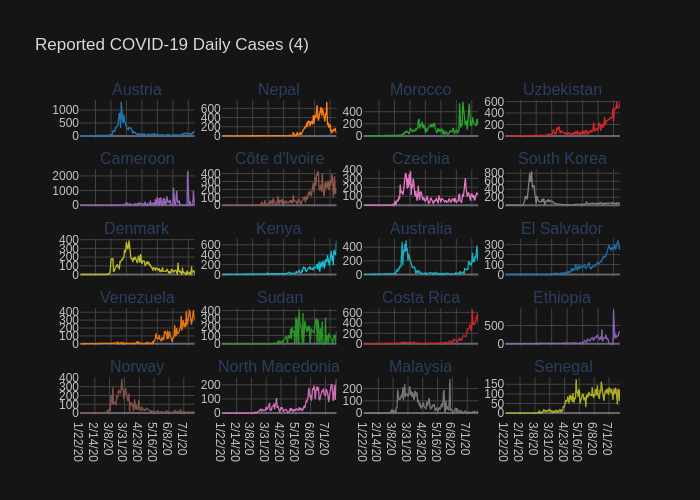 Reported COVID-19 Daily Cases (4)
Austria Nepal Morocco Uzbekistan
1000 600 400 600
500 400 200 400
0 200 0 200
0 0
Cameroon Côte d'Ivoire Czechia South Korea
2000 400 400 800
1000 300 300 600
0 200 200 400
100 100 200
0 0 0
Denmark Kenya Australia El Salvador
400 600 400 300
300 400 200 200
200 200 0 100
100 0 0
0
Venezuela Sudan Costa Rica Ethiopia
400 400 600 500
300 300 400 0
200 200 200
100 100 0
0 0
Norway North Macedonia Malaysia Senegal
400 200 200 150
300 100 100 100
200 0 0 50
100 0
0
1/22/20 2/14/20 3/8/20 3/31/20 4/23/20 5/16/20 6/8/20 7/1/20 1/22/20 2/14/20 3/8/20 3/31/20 4/23/20 5/16/20 6/8/20 7/1/20 1/22/20 2/14/20 3/8/20 3/31/20 4/23/20 5/16/20 6/8/20 7/1/20 1/22/20 2/14/20 3/8/20 3/31/20 4/23/20 5/16/20 6/8/20 7/1/20